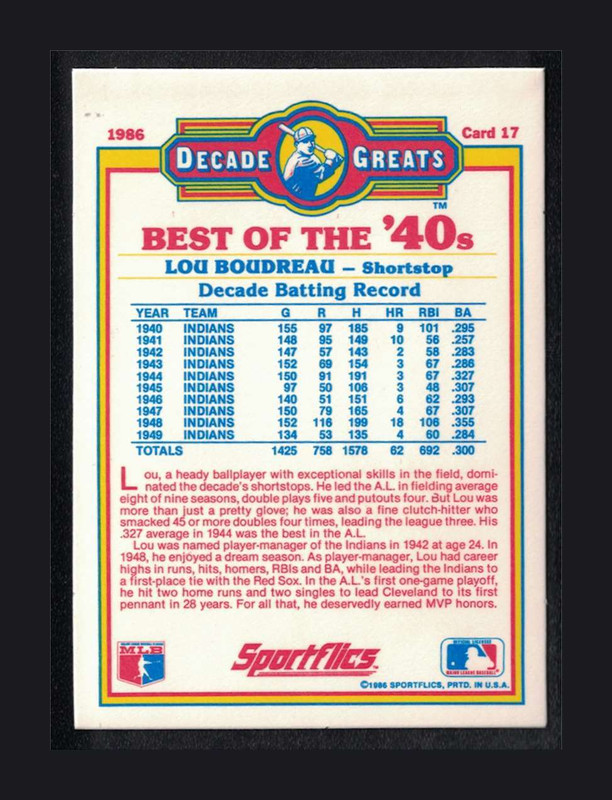 1986
Card 17
DECADE GREATS
TM
BEST OF THE '40s
LOU BOUDREAU – Shortstop
Decade Batting Record
YEAR TEAM G R H HR RBI BA
1940 INDIANS 155 97 185 9 101 .295
1941 INDIANS 148 95 149 10 56 .257
1942 INDIANS 147 57 143 2 58 .283
1943 INDIANS 152 69 154 3 67 .286
1944 INDIANS 150 91 191 3 67 .327
1945 INDIANS 97 50 106 3 48 .307
1946 INDIANS 140 51 151 6 62 .293
1947 INDIANS 150 79 165 4 67 .307
1948 INDIANS 152 116 199 18 106 .355
1949 INDIANS 134 53 135 4 60 .284
TOTALS 1425 758 1578 62 692 .300
Lou, a heady ballplayer with exceptional skills in the field, domi-
nated the decade's shortstops. He led the A.L. in fielding average
eight of nine seasons, double plays five and putouts four. But Lou was
more than just a pretty glove; he was also a fine clutch-hitter who
smacked 45 or more doubles four times, leading the league three. His
.327 average in 1944 was the best in the A.L.
Lou was named player-manager of the Indians in 1942 at age 24. In
1948, he enjoyed a dream season. As player-manager, Lou had career
highs in runs, hits, homers, RBIs and BA, while leading the Indians to
a first-place tie with the Red Sox. In the A.L.'s first one-game playoff,
he hit two home runs and two singles to lead Cleveland to its first
pennant in 28 years. For all that, he deservedly earned MVP honors.
MLB
Sportflics
OFFICIAL LICENSEE
MAJOR LEAGUE BASEBALL
©1986 SPORTFLICS, PRTD. IN U.S.A.